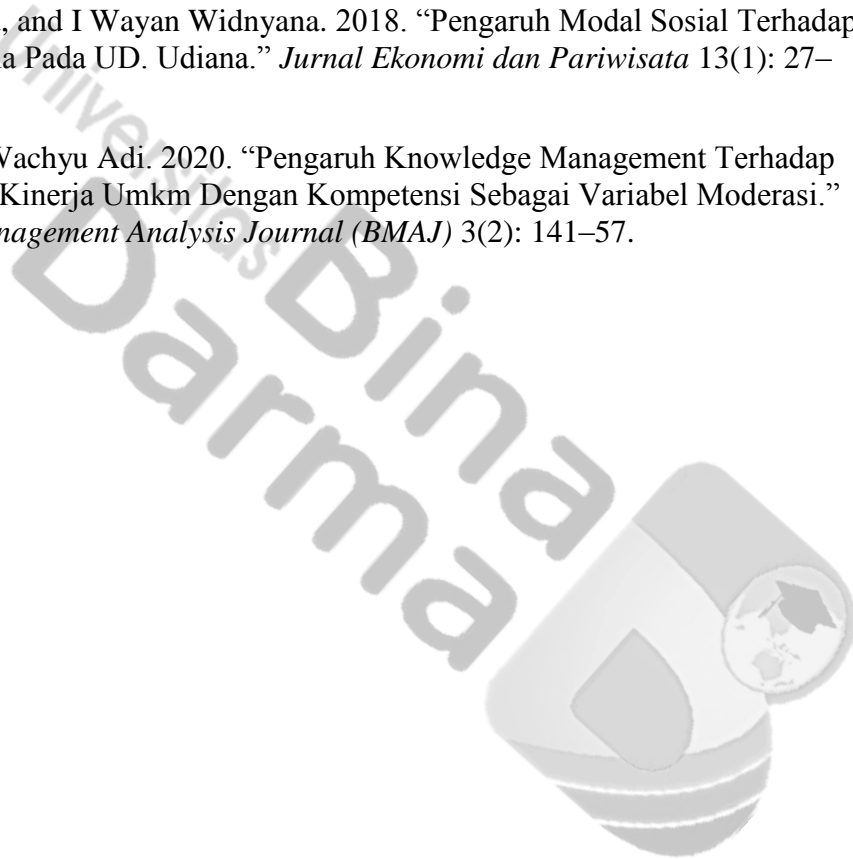 , and I Wayan Widnyana. 2018. “Pengaruh Modal Sosial Terhadap
Pada UD. Udiana.” Jurnal Ekonomi dan Pariwisata 13(1): 27–
Wachyu Adi. 2020. “Pengaruh Knowledge Management Terhadap
Kinerja Umkm Dengan Kompetensi Sebagai Variabel Moderasi.”
Analysis Journal (BMAJ) 3(2): 141–57.
Universitas
Bina
Darma